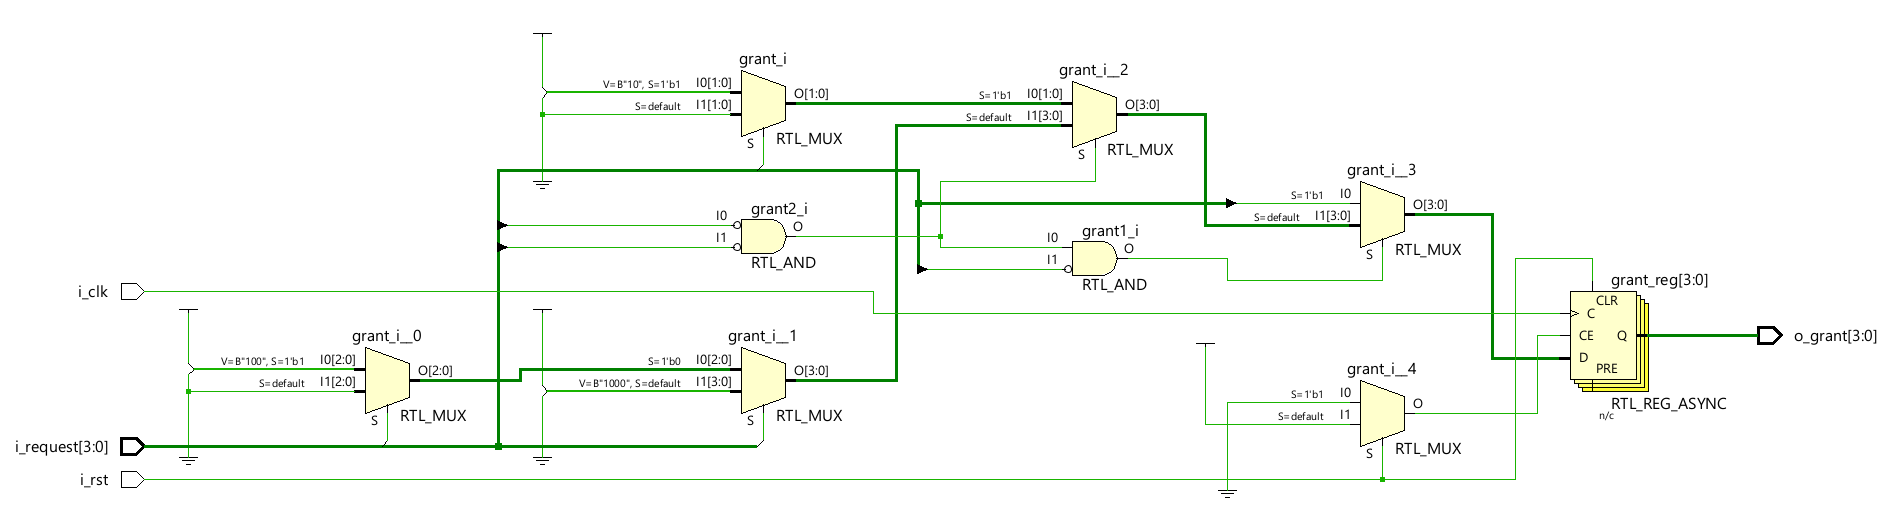 grant_i
V=B"10", S=1'b1 I0[1:0]
S=default I1[1:0]
O[1:0]
S
RTL_MUX
grant_i__2
S=1'b1 I0[1:0]
S=default I1[3:0]
O[3:0]
S
RTL_MUX
grant_i__3
S=1'b1 I0
S=default I1[3:0]
O[3:0]
S
RTL_MUX
grant2_i
I0
I1
O
RTL_AND
grant1_i
I0
I1
O
RTL_AND
i_clk
grant_reg[3:0]
CLR
C
CE
Q
D
PRE
RTL_REG_ASYNC
n/c
o_grant[3:0]
grant_i__0
V=B"100", S=1'b1 I0[2:0]
S=default I1[2:0]
O[2:0]
S
RTL_MUX
grant_i__1
S=1'b0 I0[2:0]
V=B"1000", S=default I1[3:0]
O[3:0]
S
RTL_MUX
grant_i__4
S=1'b1 I0
S=default I1
O
S
RTL_MUX
i_request[3:0]
i_rst